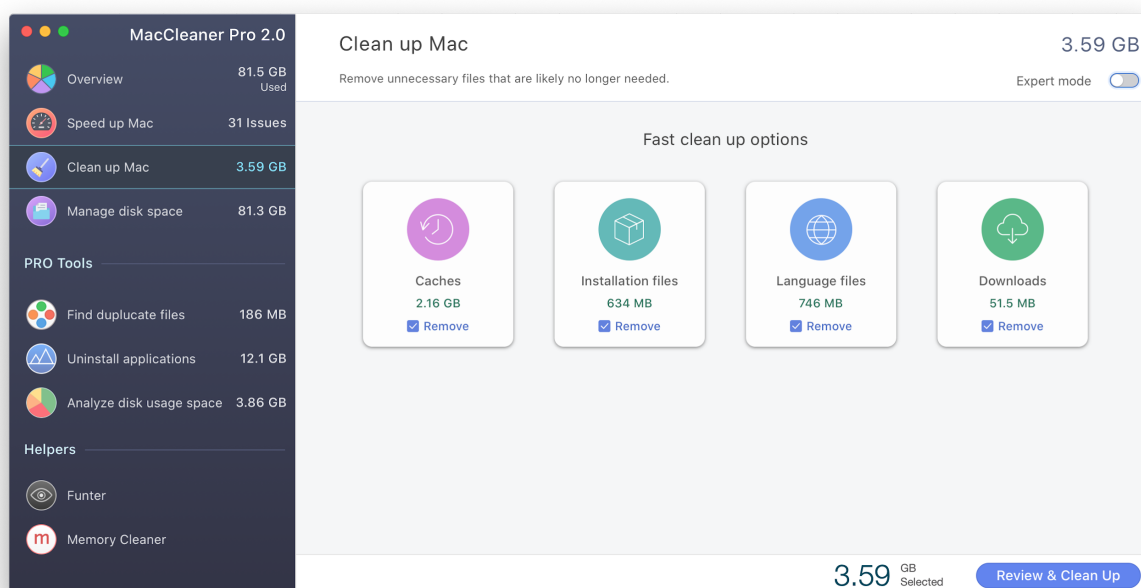 MacCleaner Pro 2.0
Overview 81.5 GB
Used
Speed up Mac 31 Issues
Clean up Mac 3.59 GB
Manage disk space 81.3 GB
PRO Tools
Find duplucate files 186 MB
Uninstall applications 12.1 GB
Analyze disk usage space 3.86 GB
Helpers
Funter
m
Memory Cleaner
Clean up Mac 3.59 GB
Remove unnecessary files that are likely no longer needed.
Expert mode
Fast clean up options
Caches
2.16 GB
Remove
Installation files
634 MB
Remove
Language files
746 MB
Remove
Downloads
51.5 MB
Remove
3.59 GB
Selected
Review & Clean Up